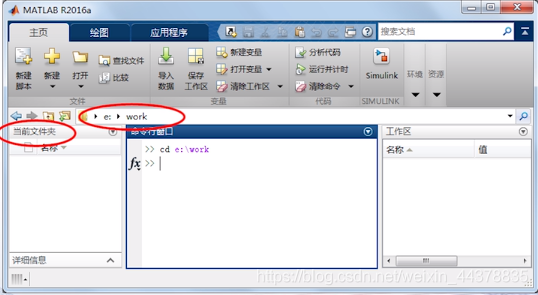 MATLAB R2016a
主页 绘图 应用程序 搜索文档
新建脚本 新建 打开 查找文件 比较 导入数据 保存工作区 新建变量 打开变量 清除工作区 分析代码 运行并计时 清除命令 Simulink 环境 资源
文件 变量 代码 SIMULINK
e: work
当前文件夹 命令行窗口 工作区
名称 >> cd e:\work 名称 值
fx >>
详细信息
https://blog.csdn.net/weixin_44378835